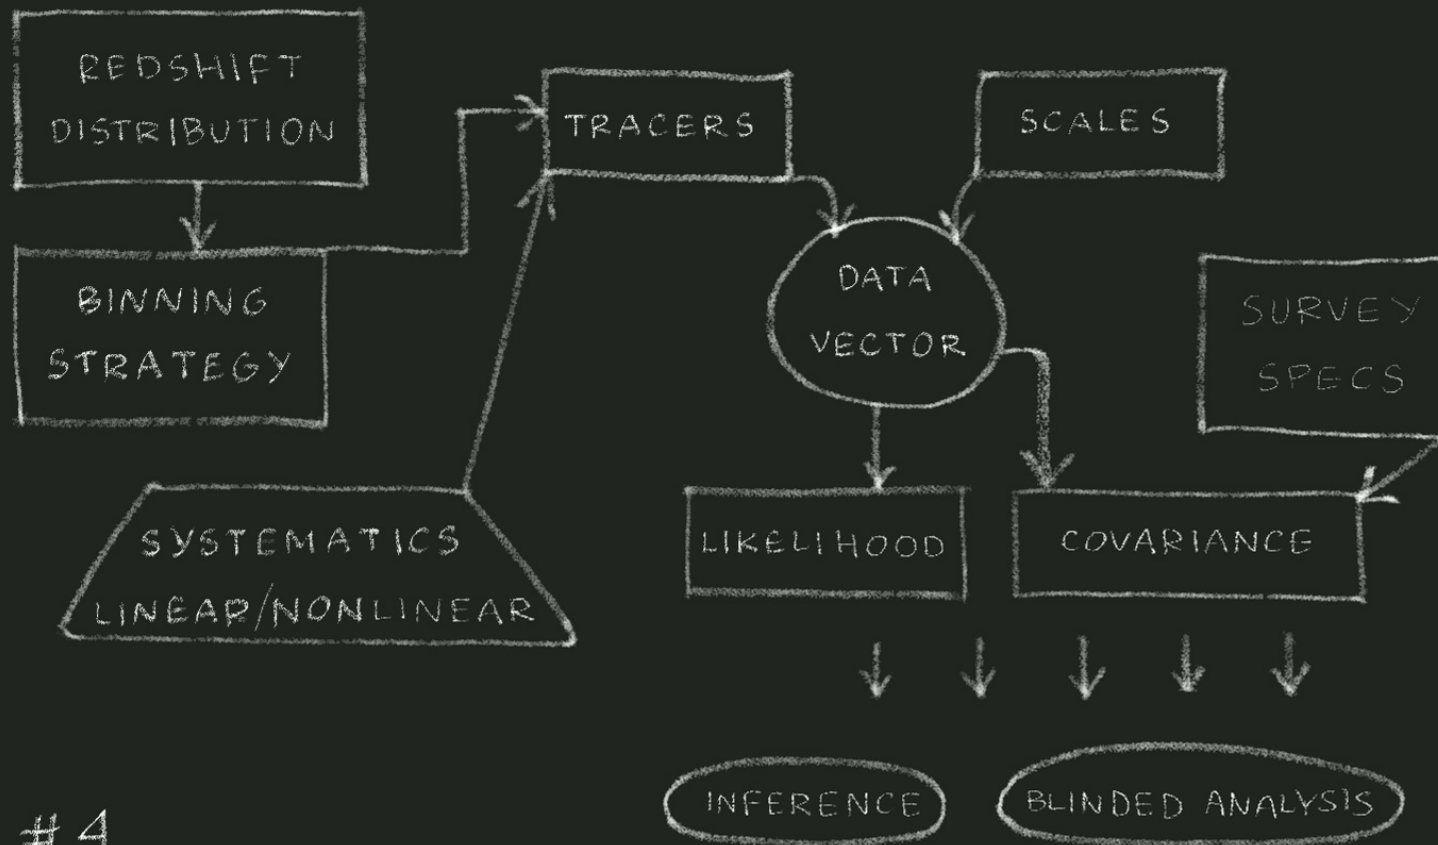 REDSHIFT
DISTRIBUTION
TRACERS
SCALES
BINNING
STRATEGY
DATA
VECTOR
SURVEY
SPECS
SYSTEMATICS
LINEAR/NONLINEAR
LIKELIHOOD
COVARIANCE
INFERENCE
BLINDED ANALYSIS
#4